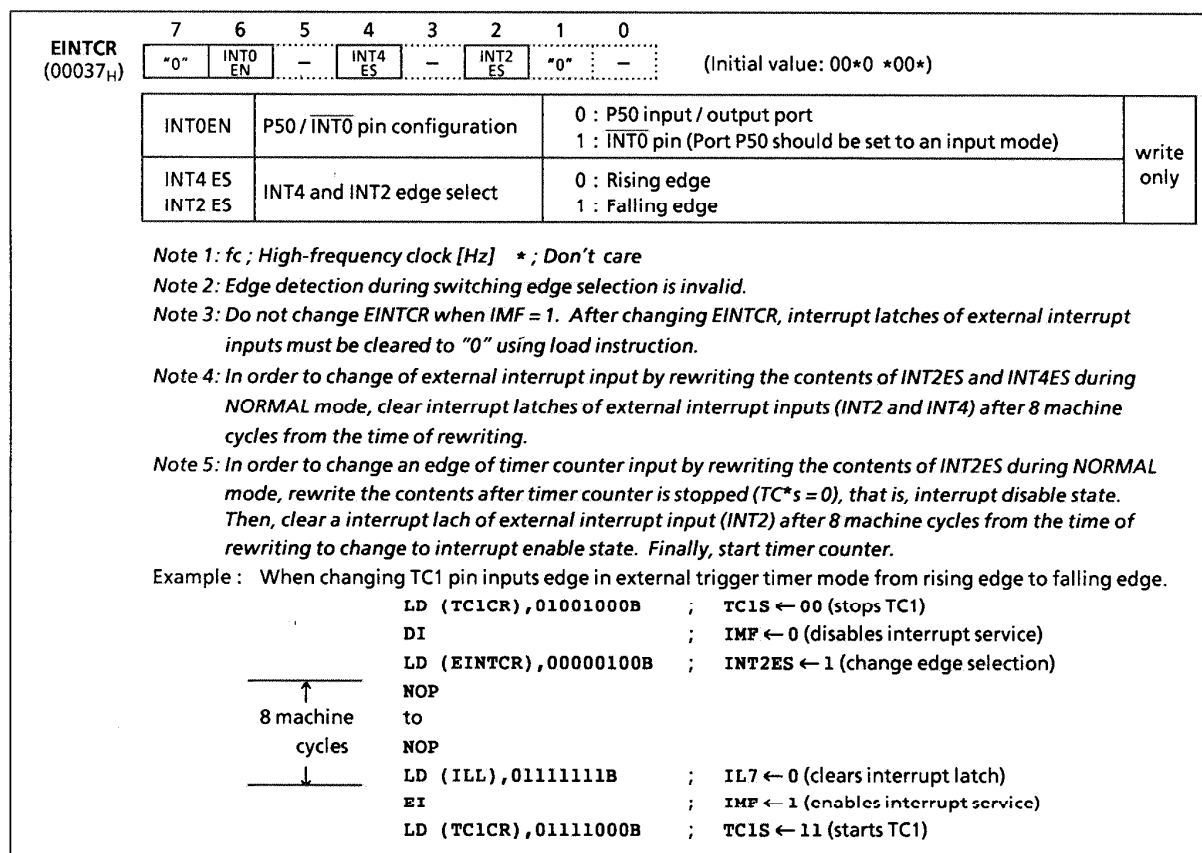 7 6 5 4 3 2 1 0
EINTCR
(00037H)
"0" INT0 EN – INT4 ES – INT2 ES "0" –
(Initial value: 00*0 *00*)
INT0EN P50 / INT0 pin configuration
0 : P50 input / output port
1 : INT0 pin (Port P50 should be set to an input mode)
write only
INT4 ES
INT2 ES
INT4 and INT2 edge select
0 : Rising edge
1 : Falling edge
Note 1: fc ; High-frequency clock [Hz] * ; Don't care
Note 2: Edge detection during switching edge selection is invalid.
Note 3: Do not change EINTCR when IMF = 1. After changing EINTCR, interrupt latches of external interrupt
inputs must be cleared to "0" using load instruction.
Note 4: In order to change of external interrupt input by rewriting the contents of INT2ES and INT4ES during
NORMAL mode, clear interrupt latches of external interrupt inputs (INT2 and INT4) after 8 machine
cycles from the time of rewriting.
Note 5: In order to change an edge of timer counter input by rewriting the contents of INT2ES during NORMAL
mode, rewrite the contents after timer counter is stopped (TC*s = 0), that is, interrupt disable state.
Then, clear a interrupt lach of external interrupt input (INT2) after 8 machine cycles from the time of
rewriting to change to interrupt enable state. Finally, start timer counter.
Example : When changing TC1 pin inputs edge in external trigger timer mode from rising edge to falling edge.
LD (TC1CR),01001000B ; TC1S ← 00 (stops TC1)
DI ; IMF ← 0 (disables interrupt service)
LD (EINTCR),00000100B ; INT2ES ← 1 (change edge selection)
↑ NOP
8 machine to
cycles NOP
↓ LD (ILL),01111111B ; IL7 ← 0 (clears interrupt latch)
EI ; IMF ← 1 (enables interrupt service)
LD (TC1CR),01111000B ; TC1S ← 11 (starts TC1)